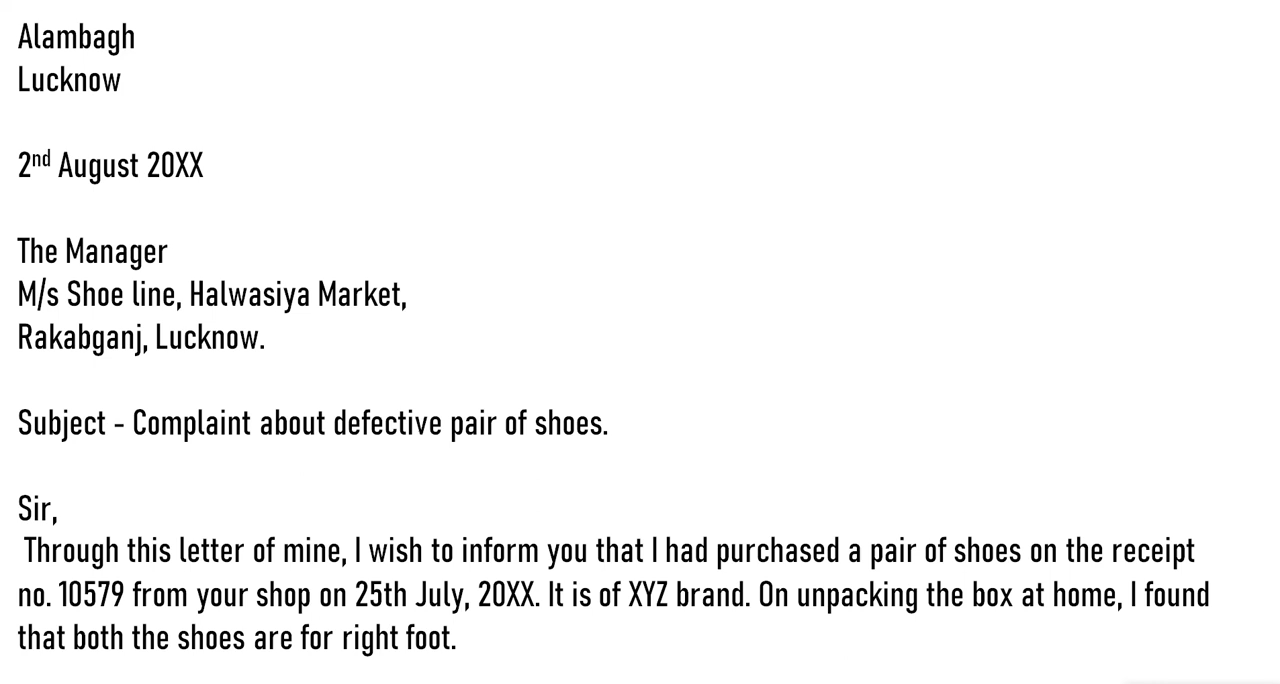 Alambagh
Lucknow
2nd August 20XX
The Manager
M/s Shoe line, Halwasiya Market,
Rakabganj, Lucknow.
Subject - Complaint about defective pair of shoes.
Sir,
Through this letter of mine, I wish to inform you that I had purchased a pair of shoes on the receipt
no. 10579 from your shop on 25th July, 20XX. It is of XYZ brand. On unpacking the box at home, I found
that both the shoes are for right foot.